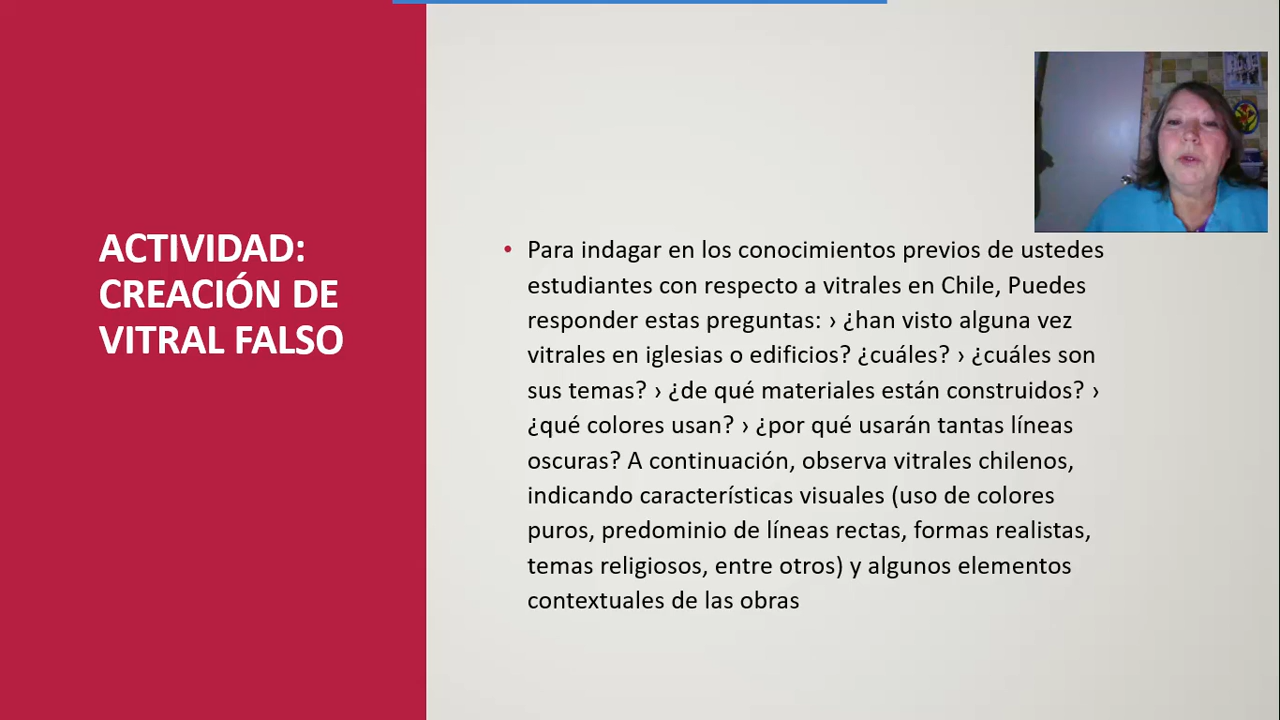 ACTIVIDAD:
CREACIÓN DE
VITRAL FALSO
• Para indagar en los conocimientos previos de ustedes
estudiantes con respecto a vitrales en Chile, Puedes
responder estas preguntas: › ¿han visto alguna vez
vitrales en iglesias o edificios? ¿cuáles? › ¿cuáles son
sus temas? › ¿de qué materiales están construidos? ›
¿qué colores usan? › ¿por qué usarán tantas líneas
oscuras? A continuación, observa vitrales chilenos,
indicando características visuales (uso de colores
puros, predominio de líneas rectas, formas realistas,
temas religiosos, entre otros) y algunos elementos
contextuales de las obras